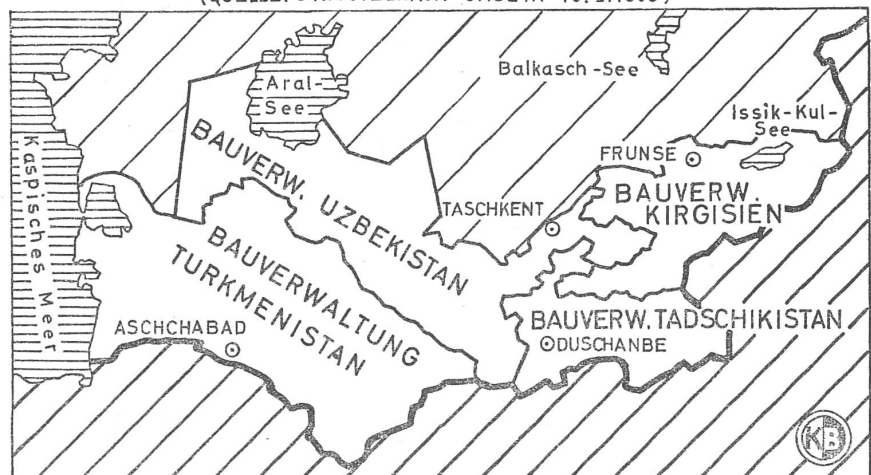 Aral-
See
Balkasch-See
Issik-Kul-
See
Kaspisches Meer
FRUNSE
BAUVERW. UZBEKISTAN
TASCHKENT
BAUVERW.
KIRGISIEN
BAUVERWALTUNG
TURKMENISTAN
ASCHCHABAD
BAUVERW. TADSCHIKISTAN
DUSCHANBE
KB